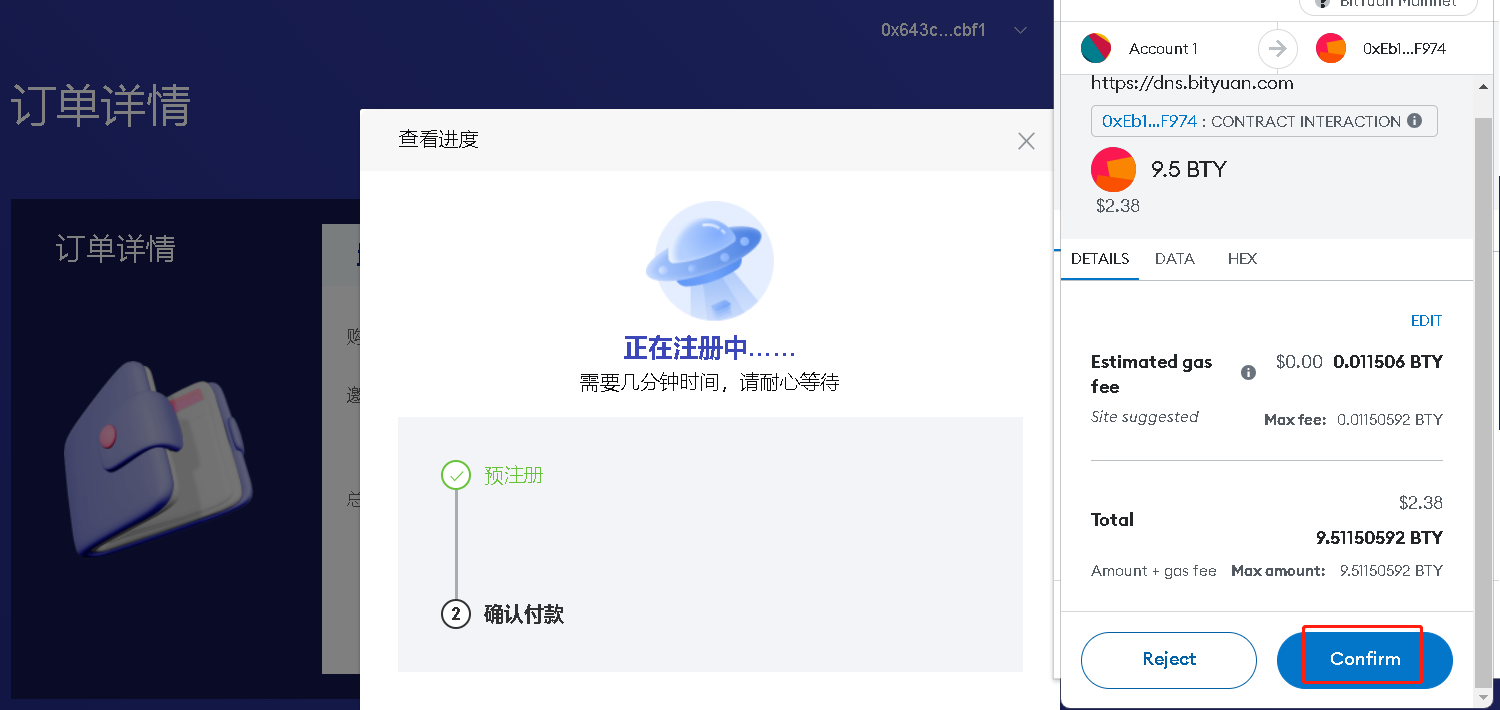 0x643c...cbf1
订单详情
查看进度
订单详情
正在注册中......
需要几分钟时间，请耐心等待
预注册
2 确认付款
BitYuan Mainnet
Account 1
0xEb1...F974
https://dns.bityuan.com
0xEb1...F974 : CONTRACT INTERACTION
9.5 BTY
$2.38
DETAILS DATA HEX
EDIT
Estimated gas fee
$0.00 0.011506 BTY
Site suggested
Max fee: 0.01150592 BTY
$2.38
Total
9.51150592 BTY
Amount + gas fee Max amount: 9.51150592 BTY
Reject Confirm